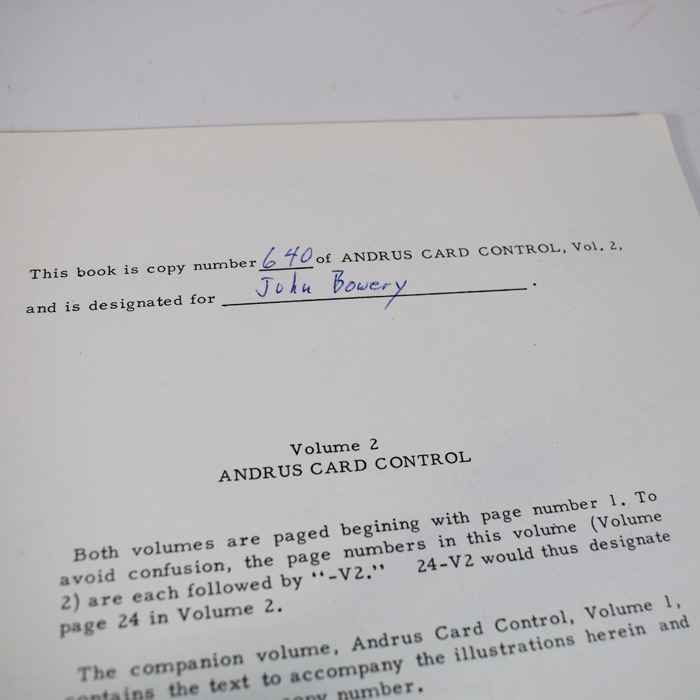 This book is copy number 640 of ANDRUS CARD CONTROL, Vol. 2,
and is designated for John Bowery.
Volume 2
ANDRUS CARD CONTROL
Both volumes are paged begining with page number 1. To
avoid confusion, the page numbers in this volume (Volume
2) are each followed by "-V2." 24-V2 would thus designate
page 24 in Volume 2.
The companion volume, Andrus Card Control, Volume 1,
contains the text to accompany the illustrations herein and
copy number.